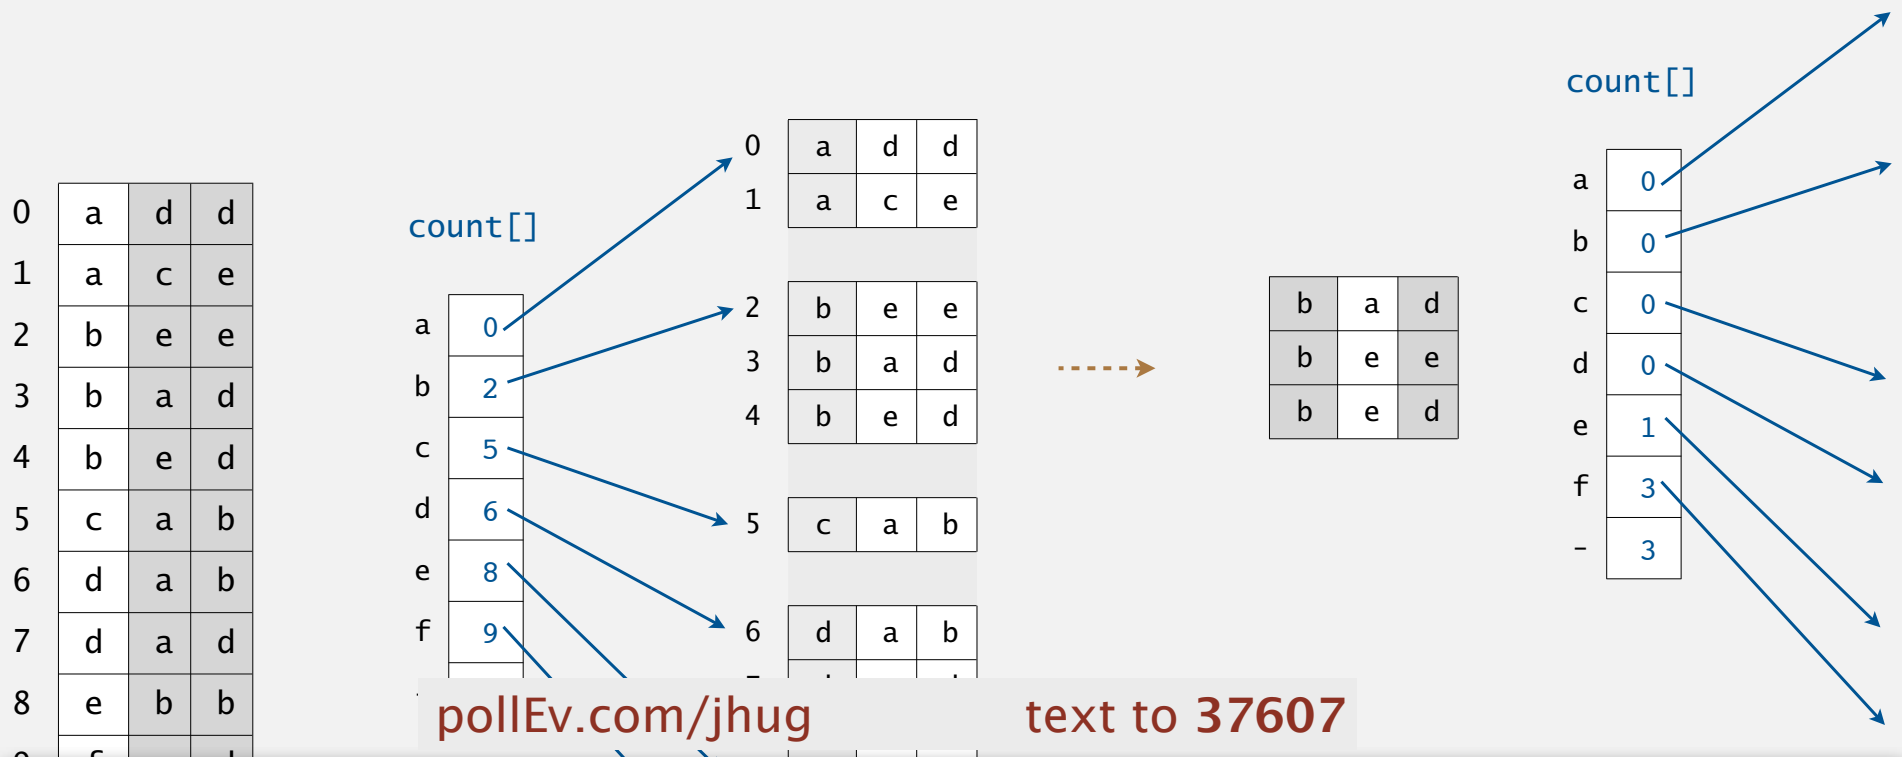 0 a d d
1 a c e
2 b e e
3 b a d
4 b e d
5 c a b
6 d a b
7 d a d
8 e b b
count[]
a 0
b 2
c 5
d 6
e 8
f 9
0 a d d
1 a c e
2 b e e
3 b a d
4 b e d
5 c a b
6 d a b
b a d
b e e
b e d
count[]
a 0
b 0
c 0
d 0
e 1
f 3
- 3
pollEv.com/jhug text to 37607